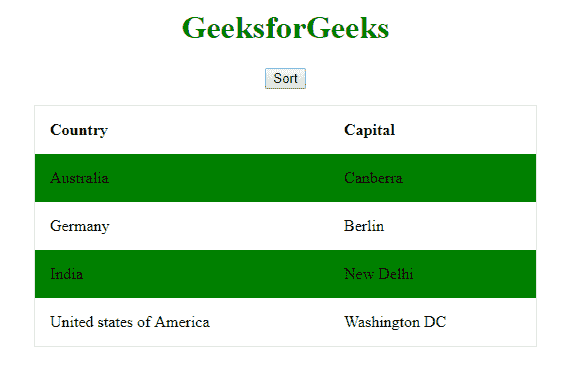 GeeksforGeeks
Sort
Country Capital
Australia Canberra
Germany Berlin
India New Delhi
United states of America Washington DC